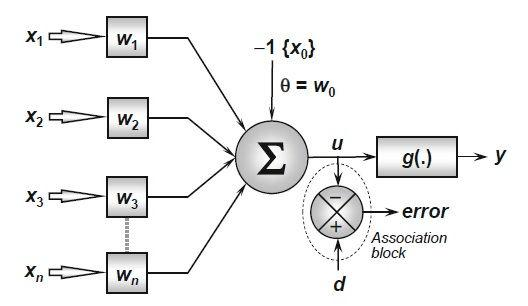 x1 w1
x2 w2
x3 w3
xn wn
−1 {x0}
θ = w0
Σ
u
g(.)
y
−
+
error
Association
block
d